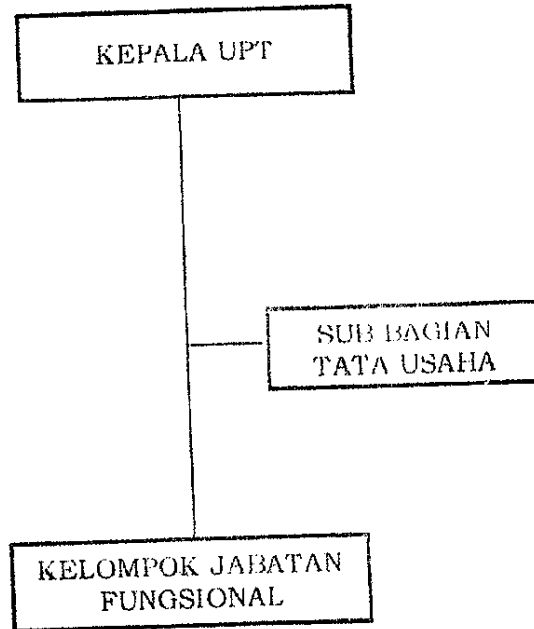 KEPALA UPT
SUB BAGIAN
TATA USAHA
KELOMPOK JABATAN
FUNGSIONAL